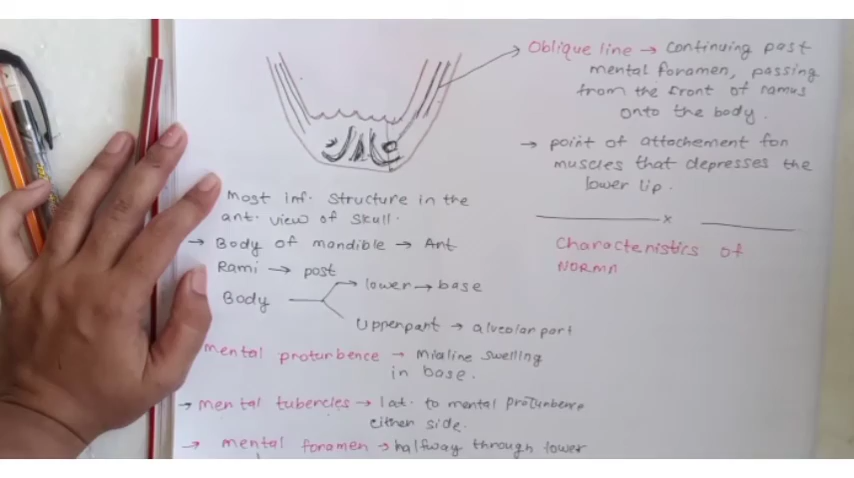 Oblique line → continuing past
mental foramen, passing
from the front of ramus
onto the body.
→ point of attachement for
muscles that depresses the
lower lip.
x
Characteristics of
NORMA
Most inf. structure in the
ant. view of skull.
→ Body of mandible → Ant
Rami → post
Body
lower → base
Upperpart → alveolar part
mental proturbence → midline swelling
in base.
→ mental tubercles → lat. to mental proturbence
either side.
→ mental foramen → halfway through lower